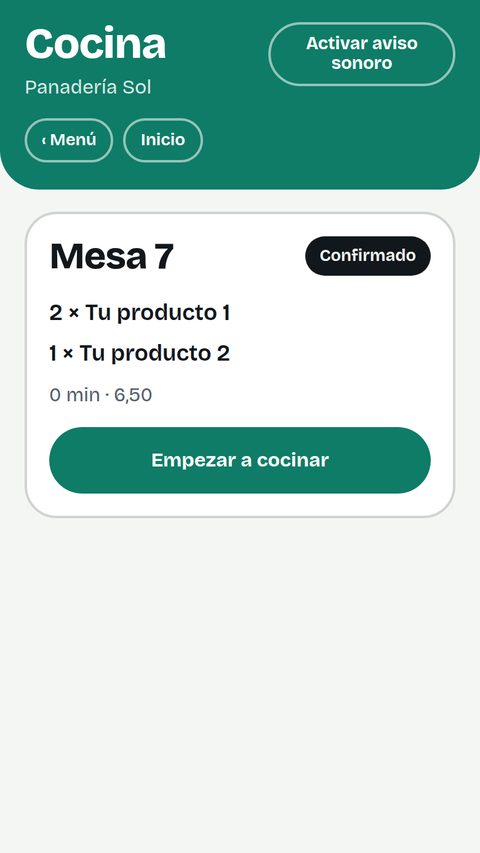 Cocina
Activar aviso
sonoro
Panadería Sol
‹ Menú
Inicio
Mesa 7
Confirmado
2 × Tu producto 1
1 × Tu producto 2
0 min · 6,50
Empezar a cocinar